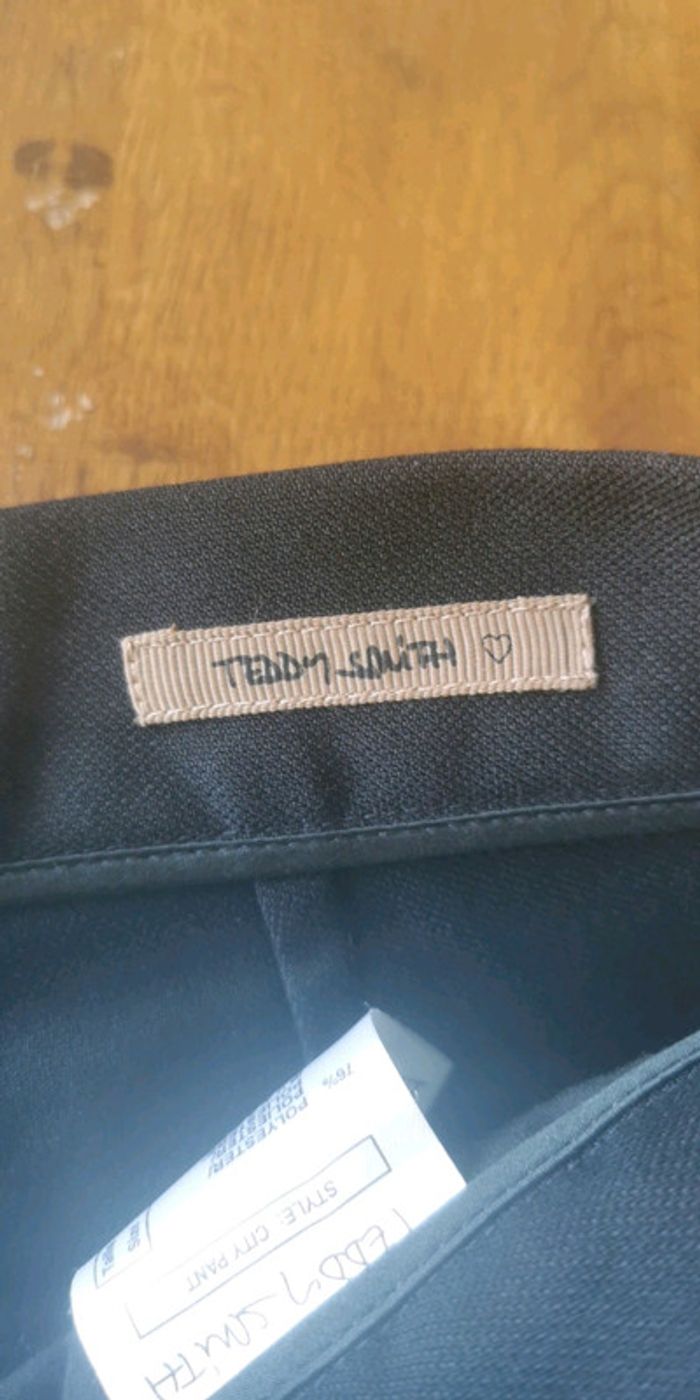 TEDDY SMITH ♡
TEDDY SMITH
STYLE: CITY PANT
76%
POLYESTER/